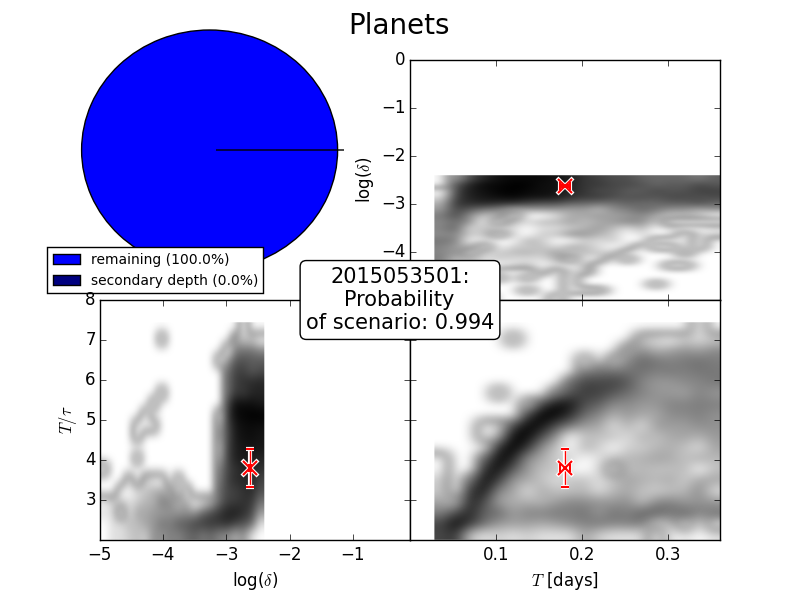 Planets
0
−1
−2
−3
−4
log(δ)
remaining (100.0%)
secondary depth (0.0%)
2015053501:
Probability
of scenario: 0.994
8
7
6
5
4
3
T/τ
−5
−4
−3
−2
−1
log(δ)
0.1
0.2
0.3
T [days]